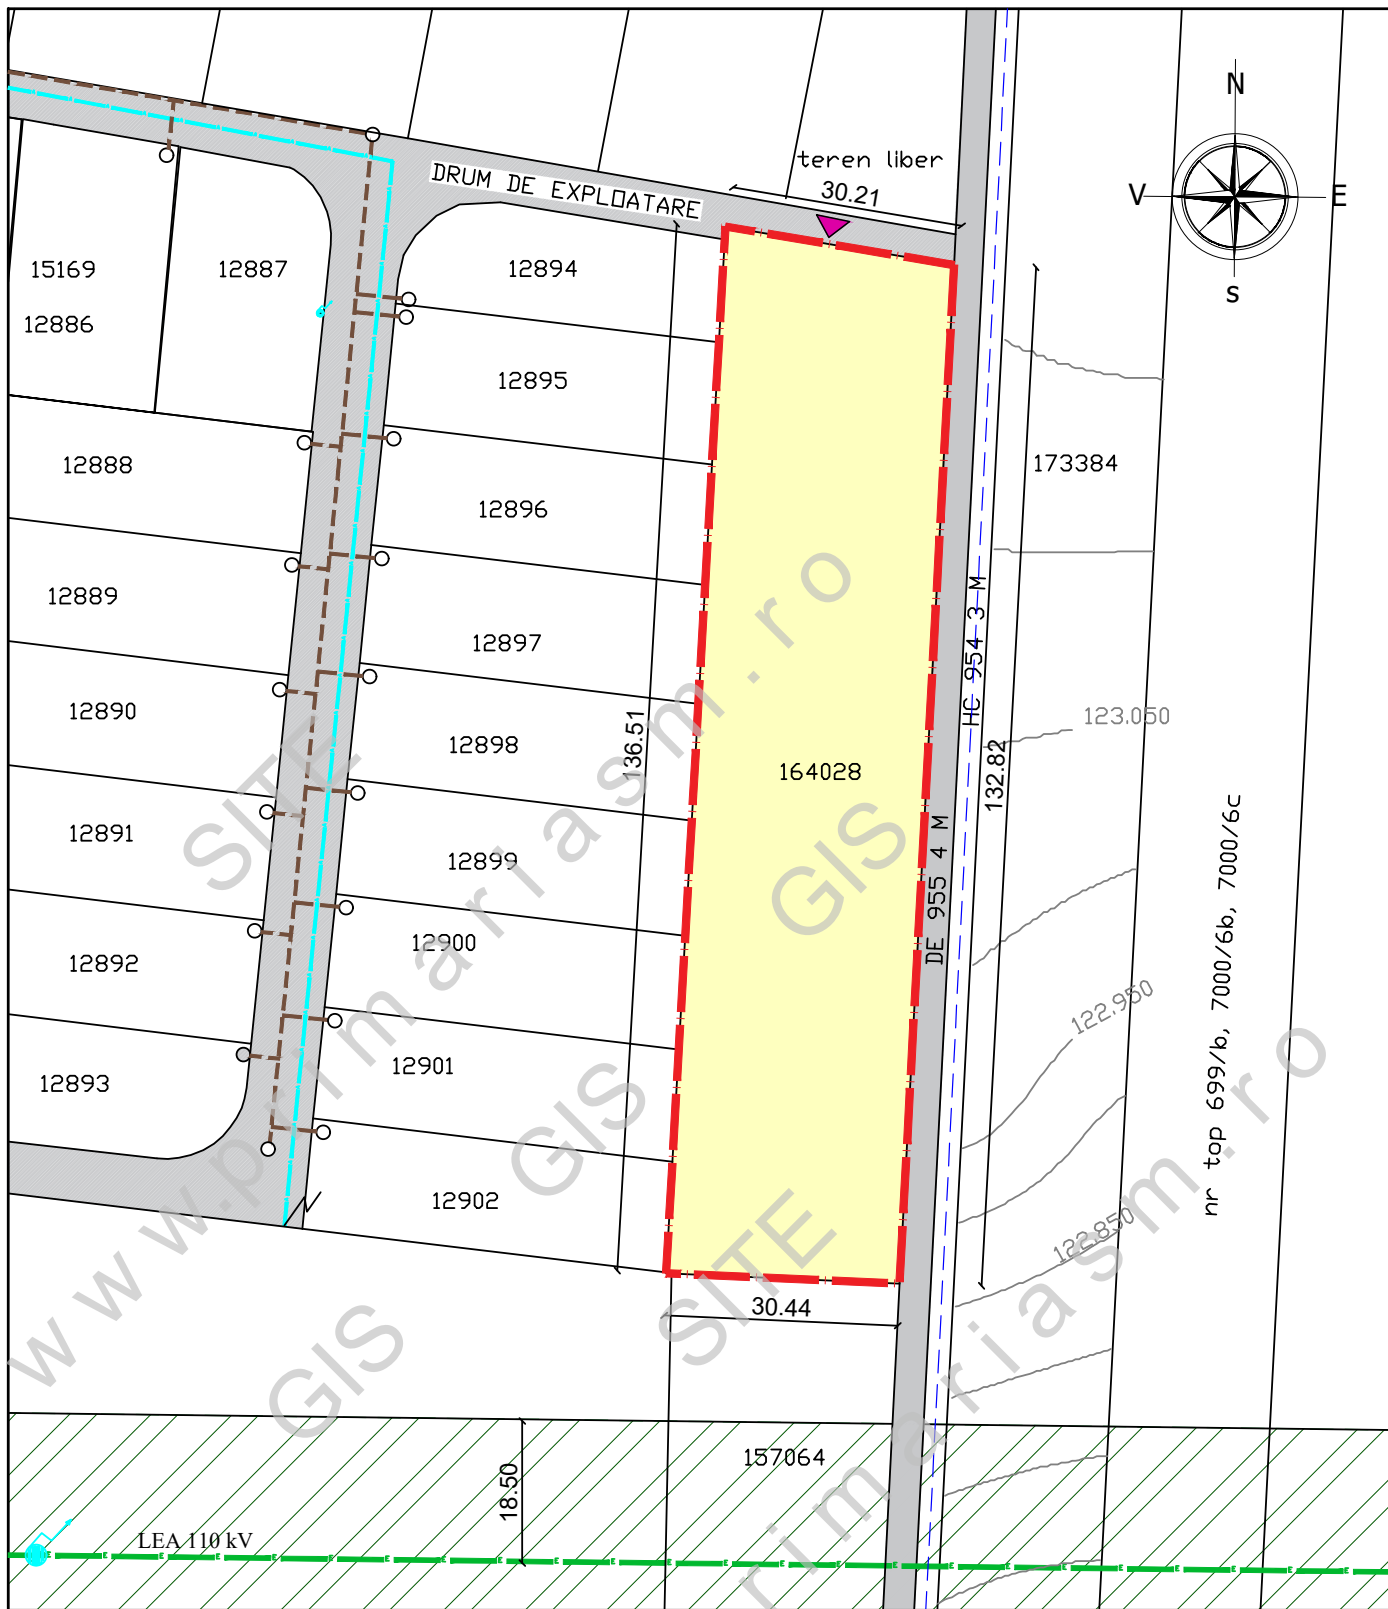 N
V
E
s
teren liber
30.21
DRUM DE EXPLOATARE
15169
12886
12887
12894
12895
12888
12896
173384
12889
12897
12890
12898
136.51
164028
HC 954 3 M
132.82
123.050
12891
12899
DE 955 4 M
nr top 699/b, 7000/6b, 7000/6c
12892
12900
122.950
12893
12901
12902
122.850
30.44
157064
18.50
LEA 110 kV
SITE
GIS
www.primariasm.ro
GIS
SITE
GIS
rimariasm.ro